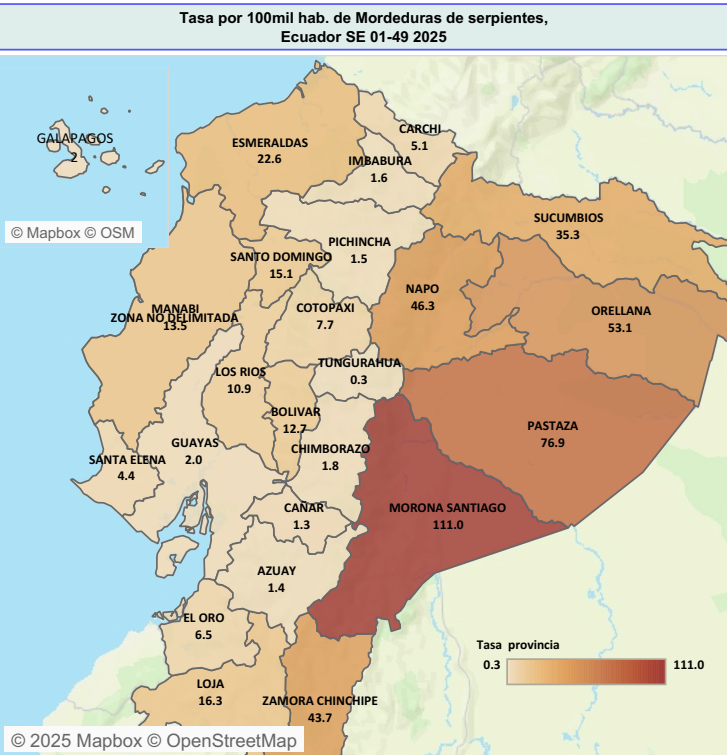 Tasa por 100mil hab. de Mordeduras de serpientes,
Ecuador SE 01-49 2025
GALAPAGOS
2
© Mapbox © OSM
ESMERALDAS
22.6
CARCHI
5.1
IMBABURA
1.6
SUCUMBIOS
35.3
PICHINCHA
1.5
SANTO DOMINGO
15.1
NAPO
46.3
MANABI
ZONA NO DELIMITADA
13.5
COTOPAXI
7.7
ORELLANA
53.1
TUNGURAHUA
0.3
LOS RIOS
10.9
BOLIVAR
12.7
PASTAZA
76.9
GUAYAS
2.0
CHIMBORAZO
1.8
SANTA ELENA
4.4
CAÑAR
1.3
MORONA SANTIAGO
111.0
AZUAY
1.4
EL ORO
6.5
LOJA
16.3
ZAMORA CHINCHIPE
43.7
Tasa provincia
0.3 111.0
© 2025 Mapbox © OpenStreetMap